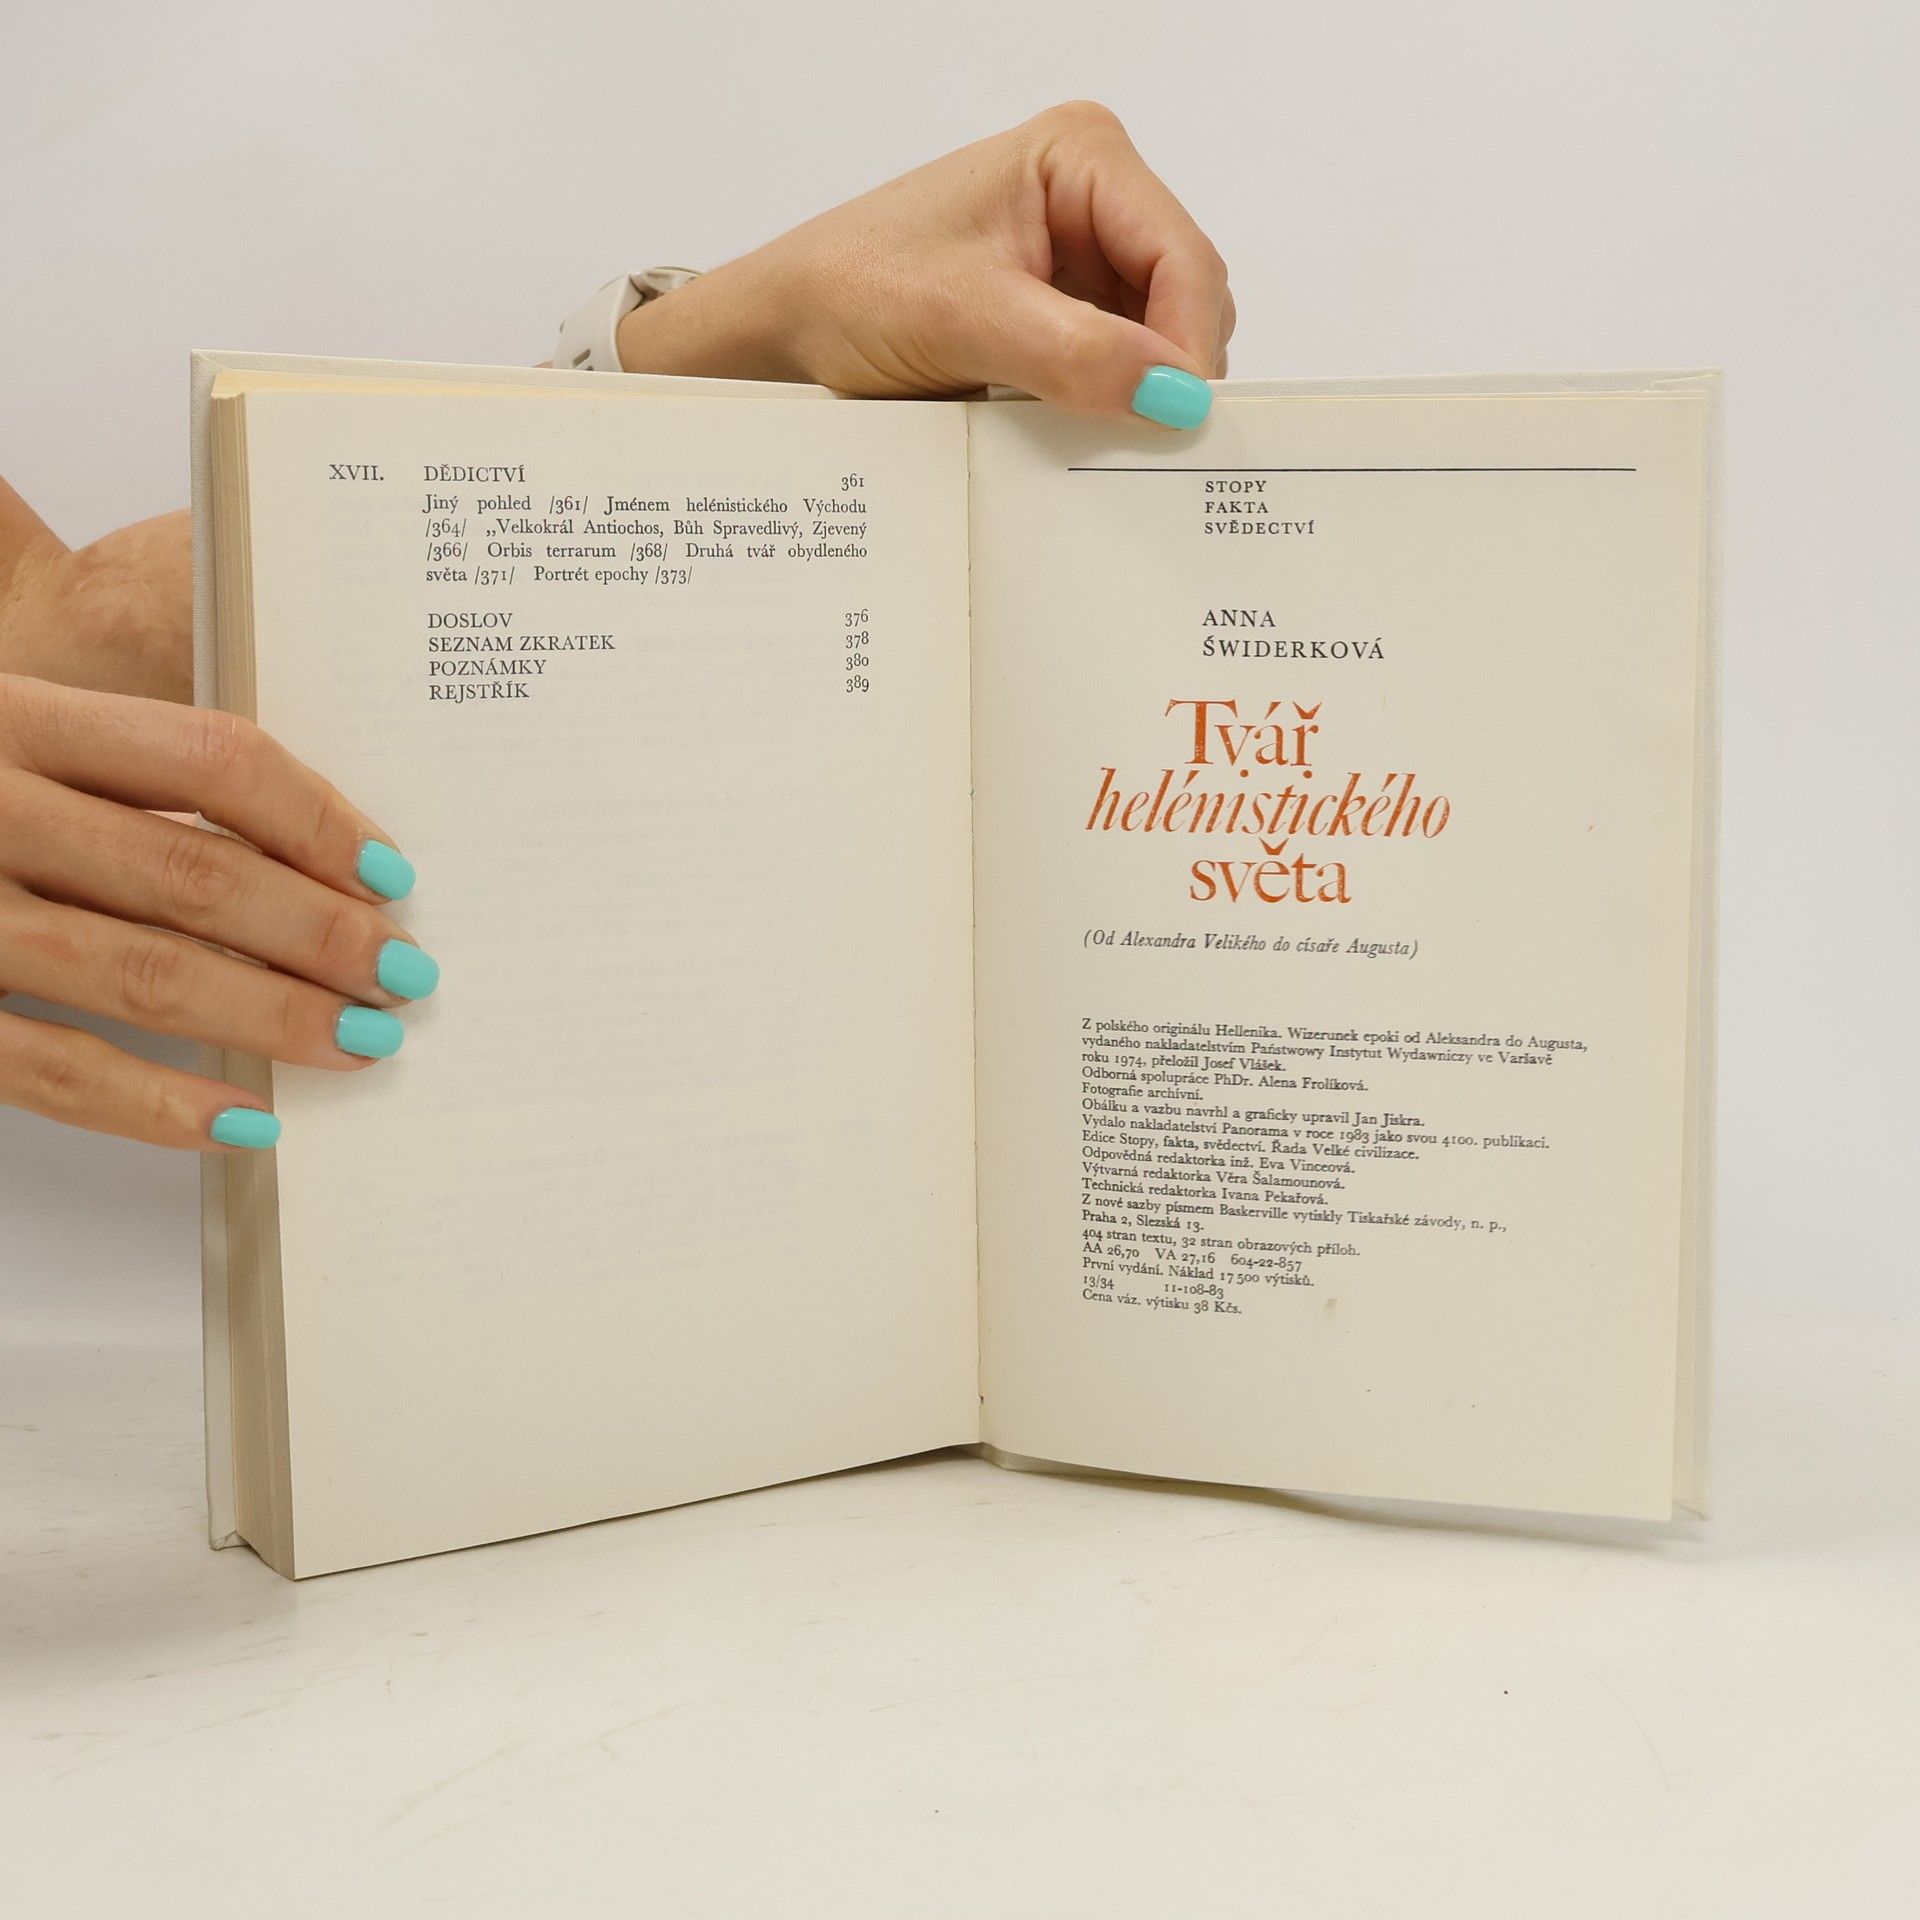 XVII. DĚDICTVÍ 361
Jiný pohled /361/ Jménem helénistického Východu
/364/ „Velkokrál Antiochos, Bůh Spravedlivý, Zjevený
/366/ Orbis terrarum /368/ Druhá tvář obydleného
světa /371/ Portrét epochy /373/
DOSLOV 376
SEZNAM ZKRATEK 378
POZNÁMKY 380
REJSTŘÍK 389
STOPY
FAKTA
SVĚDECTVÍ
ANNA
ŚWIDERKOVÁ
Tvář
helénistického
světa
(Od Alexandra Velikého do císaře Augusta)
Z polského originálu Hellenika. Wizerunek epoki od Aleksandra do Augusta,
vydaného nakladatelstvím Państwowy Instytut Wydawniczy ve Varšavě
roku 1974, přeložil Josef Vlášek.
Odborná spolupráce PhDr. Alena Frolíková.
Fotografie archívní.
Obálku a vazbu navrhl a graficky upravil Jan Jiskra.
Vydalo nakladatelství Panorama v roce 1983 jako svou 4100. publikaci.
Edice Stopy, fakta, svědectví. Řada Velké civilizace.
Odpovědná redaktorka inž. Eva Vinceová.
Výtvarná redaktorka Věra Šalamounová.
Technická redaktorka Ivana Pekařová.
Z nové sazby písmem Baskerville vytiskly Tiskařské závody, n. p.,
Praha 2, Slezská 13.
404 stran textu, 32 stran obrazových příloh.
AA 26,70 VA 27,16 604-22-857
První vydání. Náklad 17 500 výtisků.
13/34 11-108-83
Cena váz. výtisku 38 Kčs.